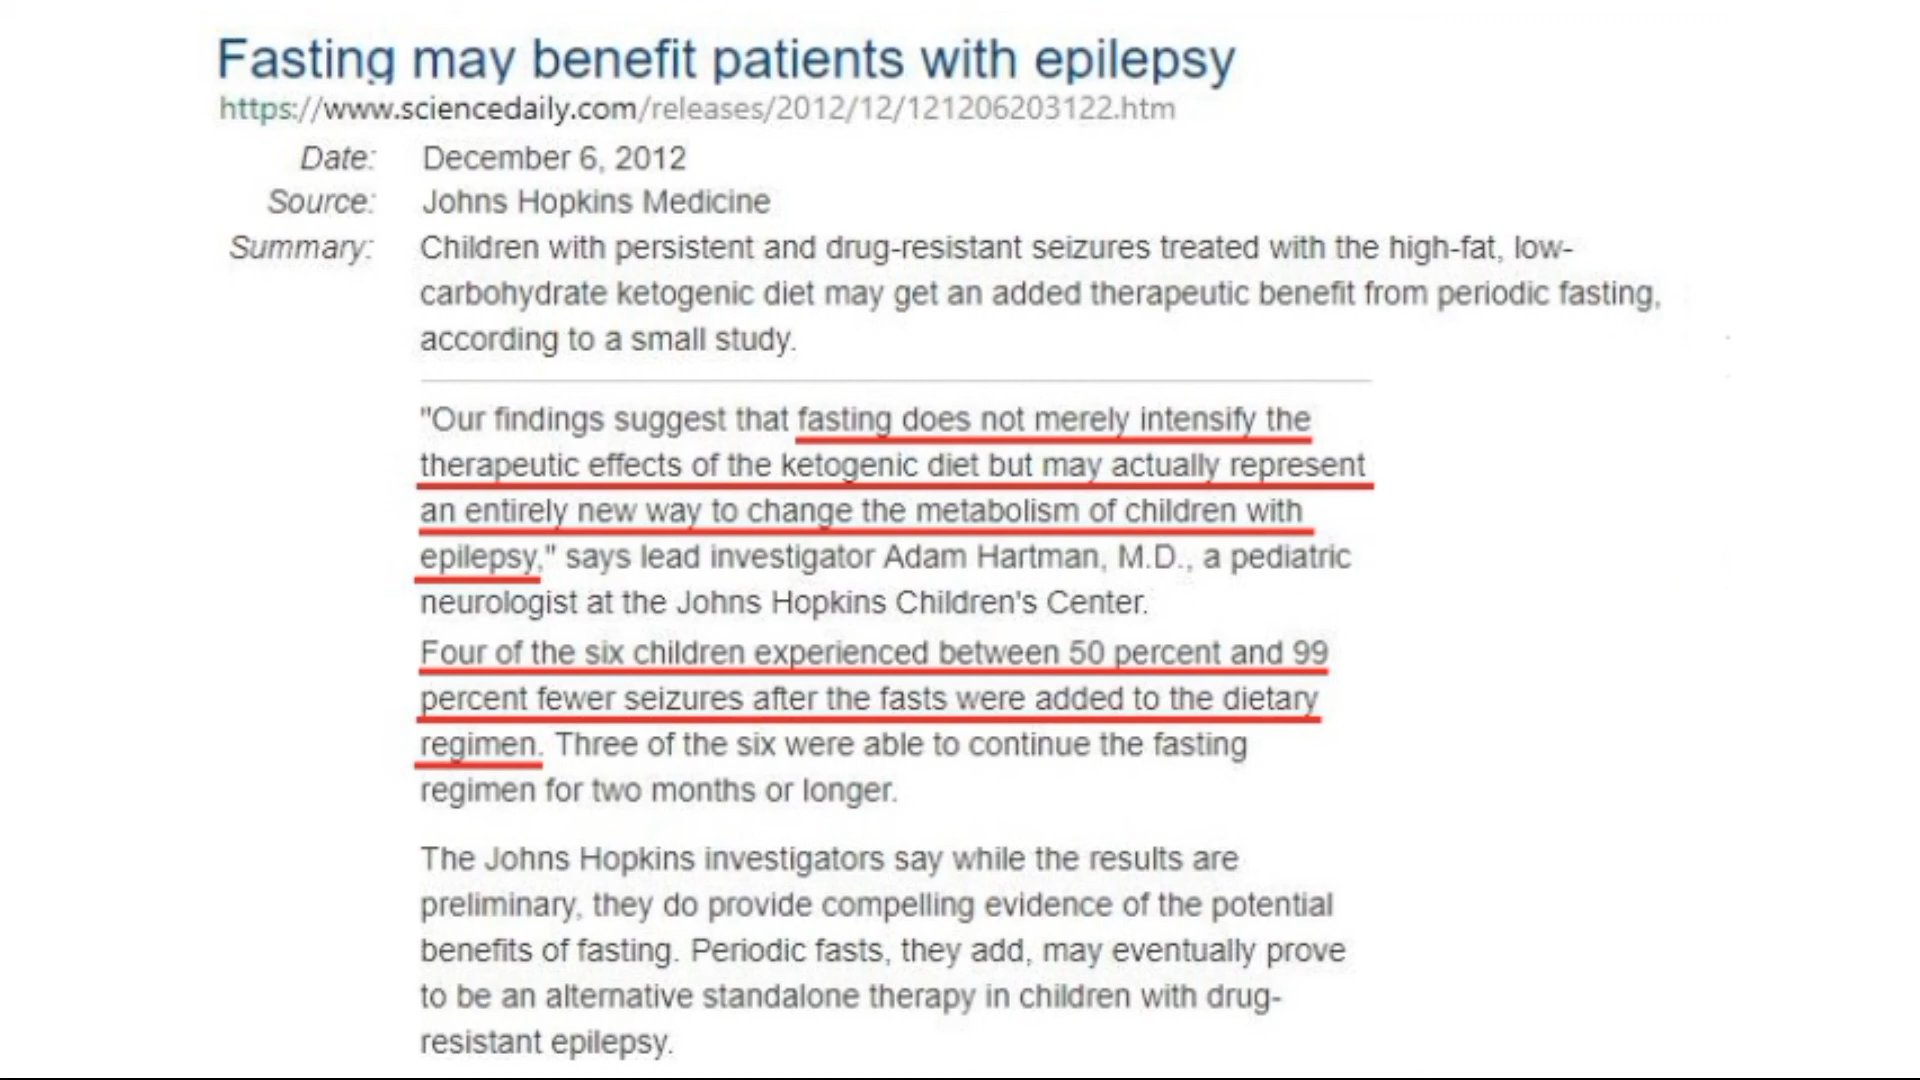 Fasting may benefit patients with epilepsy
https://www.sciencedaily.com/releases/2012/12/121206203122.htm
Date: December 6, 2012
Source: Johns Hopkins Medicine
Summary: Children with persistent and drug-resistant seizures treated with the high-fat, low-
carbohydrate ketogenic diet may get an added therapeutic benefit from periodic fasting,
according to a small study.
"Our findings suggest that fasting does not merely intensify the
therapeutic effects of the ketogenic diet but may actually represent
an entirely new way to change the metabolism of children with
epilepsy," says lead investigator Adam Hartman, M.D., a pediatric
neurologist at the Johns Hopkins Children's Center.
Four of the six children experienced between 50 percent and 99
percent fewer seizures after the fasts were added to the dietary
regimen. Three of the six were able to continue the fasting
regimen for two months or longer.
The Johns Hopkins investigators say while the results are
preliminary, they do provide compelling evidence of the potential
benefits of fasting. Periodic fasts, they add, may eventually prove
to be an alternative standalone therapy in children with drug-
resistant epilepsy.